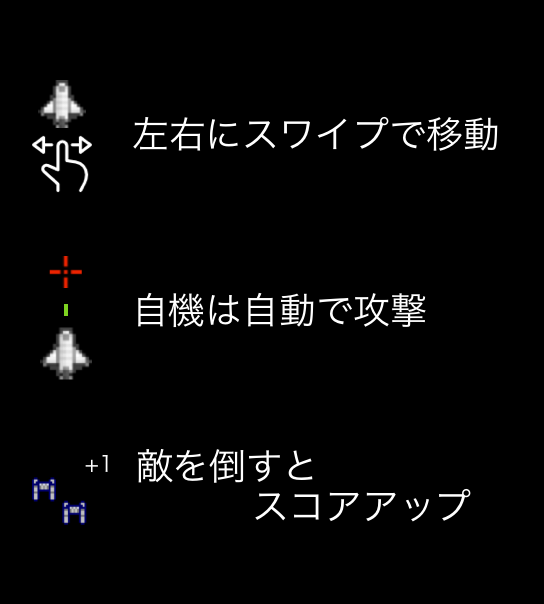 左右にスワイプで移動
自機は自動で攻撃
+1
敵を倒すと
スコアアップ